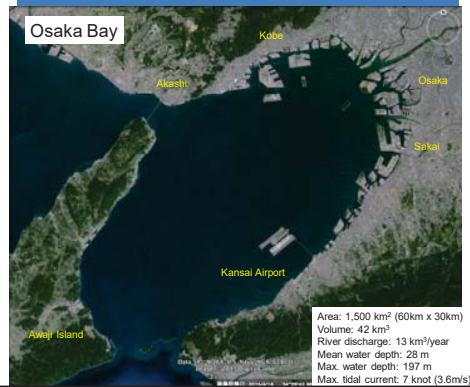 Osaka Bay
Kobe
Akashi
Osaka
Sakai
Kansai Airport
Awaji Island
Area: 1,500 km² (60km x 30km)
Volume: 42 km³
River discharge: 13 km³/year
Mean water depth: 28 m
Max. water depth: 197 m
Max. tidal current: 7 knot (3.6m/s)